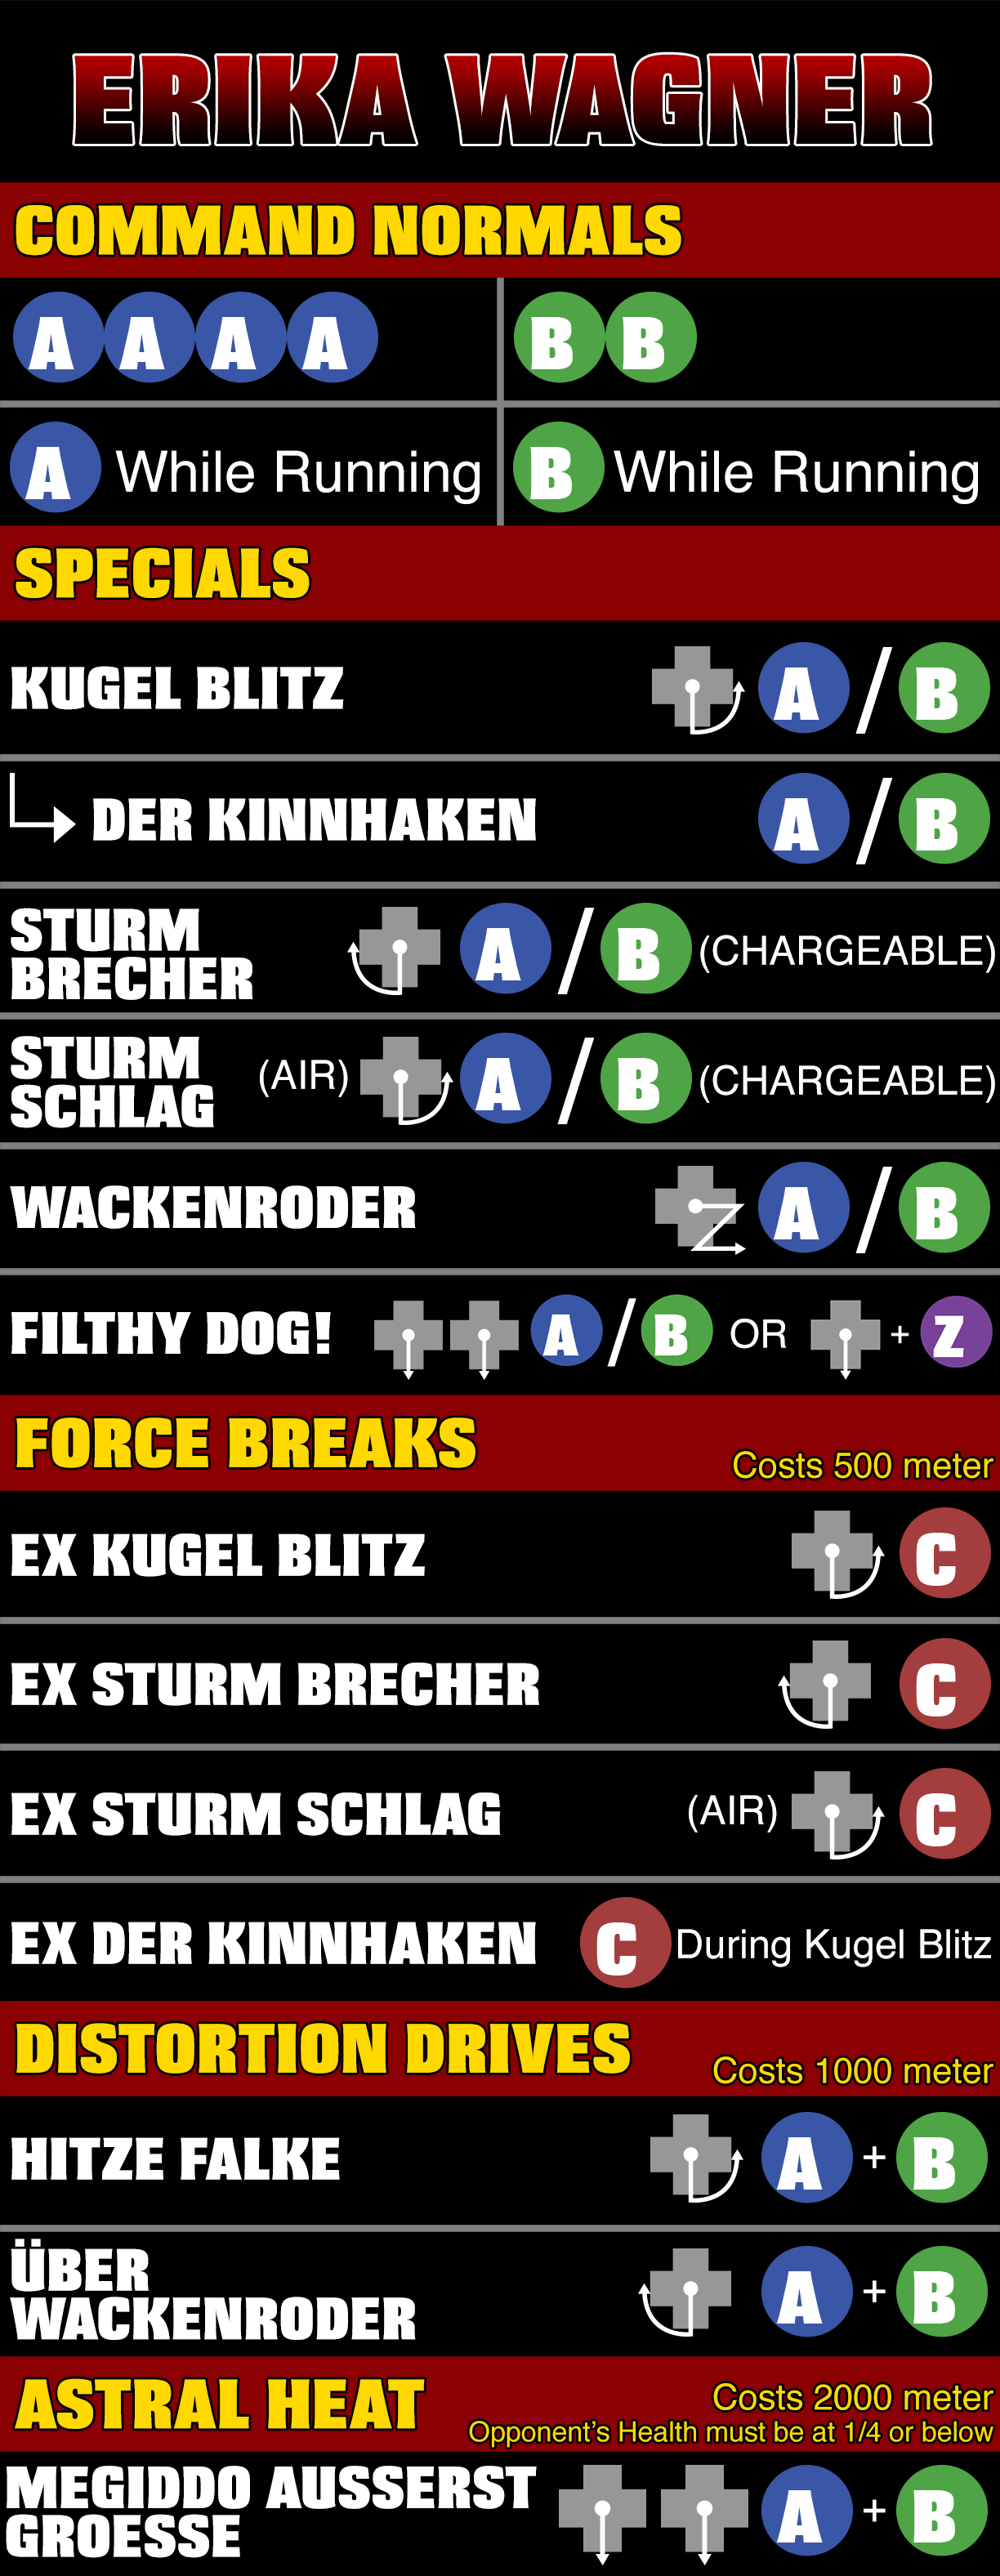 ERIKA WAGNER
COMMAND NORMALS
A A A A B B
A While Running B While Running
SPECIALS
KUGEL BLITZ A / B
DER KINNHAKEN A / B
STURM
BRECHER A / B (CHARGEABLE)
STURM
SCHLAG (AIR) A / B (CHARGEABLE)
WACKENRODER A / B
FILTHY DOG! A / B OR + Z
FORCE BREAKS
Costs 500 meter
EX KUGEL BLITZ C
EX STURM BRECHER C
EX STURM SCHLAG (AIR) C
EX DER KINNHAKEN C During Kugel Blitz
DISTORTION DRIVES
Costs 1000 meter
HITZE FALKE A + B
ÜBER
WACKENRODER A + B
ASTRAL HEAT
Costs 2000 meter
Opponent's Health must be at 1/4 or below
MEGIDDO AUSSERST
GROESSE A + B